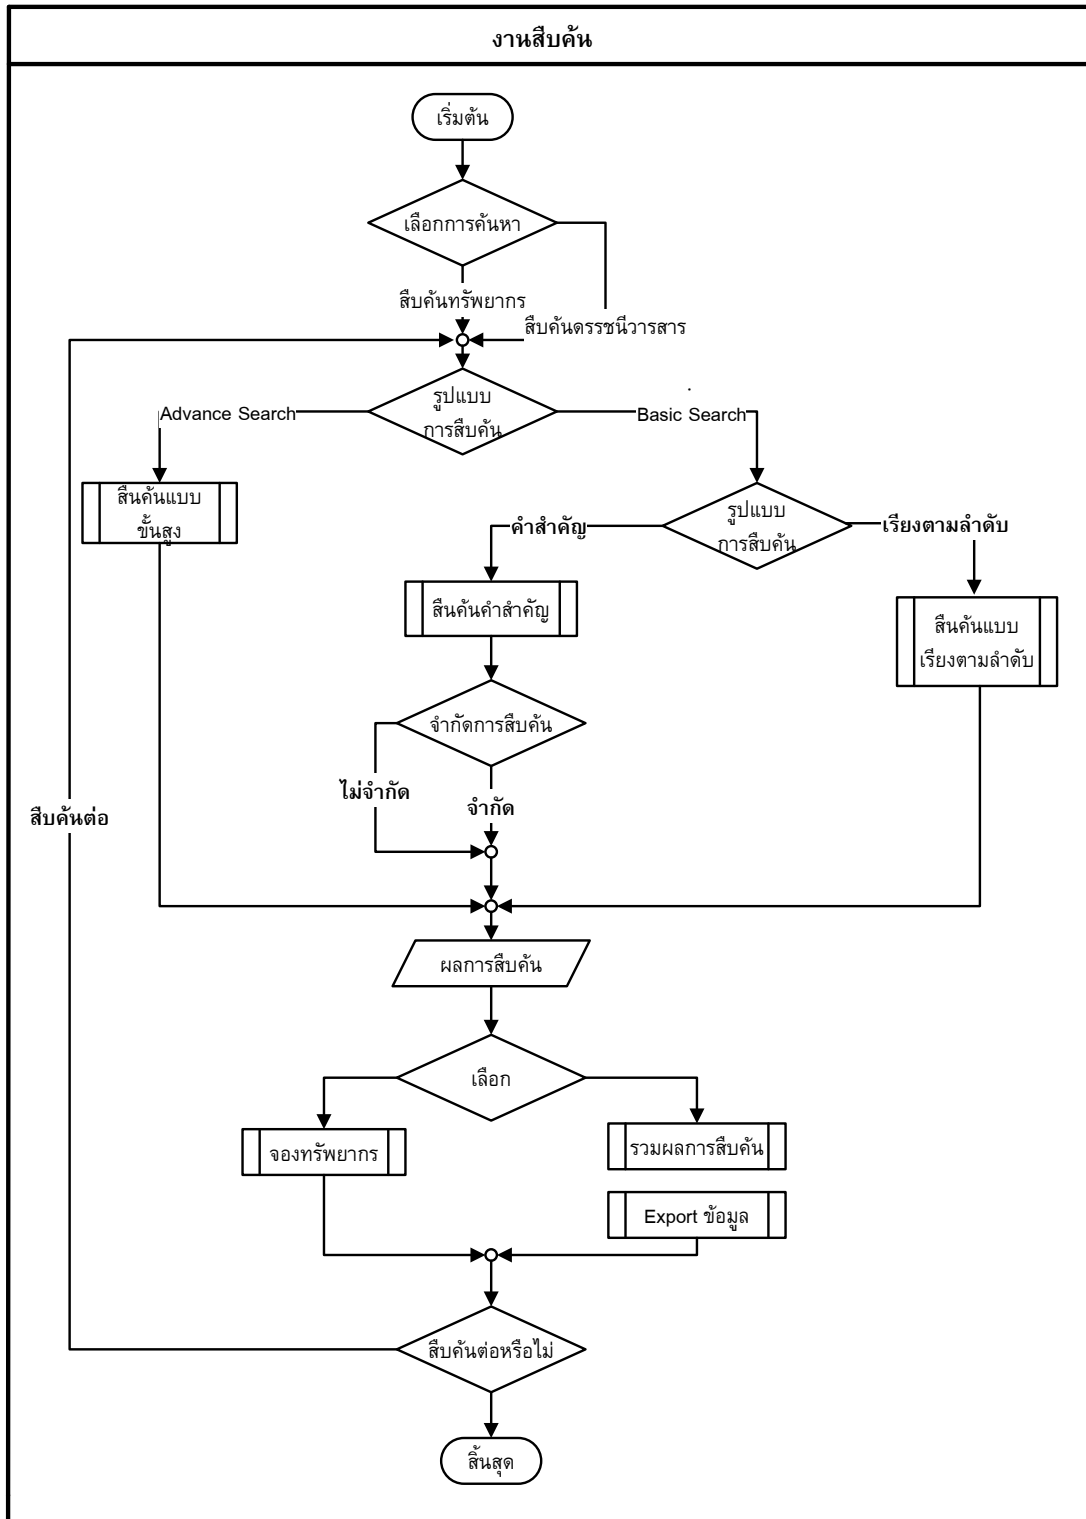 งานสืบค้น
เริ่มต้น
เลือกการค้นหา
สืบค้นทรัพยากร
สืบค้นดรรชนีวารสาร
รูปแบบ
การสืบค้น
Advance Search
Basic Search
สืนค้นแบบ
ขั้นสูง
รูปแบบ
การสืบค้น
คำสำคัญ
เรียงตามลำดับ
สืนค้นคำสำคัญ
สืนค้นแบบ
เรียงตามลำดับ
จำกัดการสืบค้น
ไม่จำกัด
จำกัด
สืบค้นต่อ
ผลการสืบค้น
เลือก
จองทรัพยากร
รวมผลการสืบค้น
Export ข้อมูล
สืบค้นต่อหรือไม่
สิ้นสุด